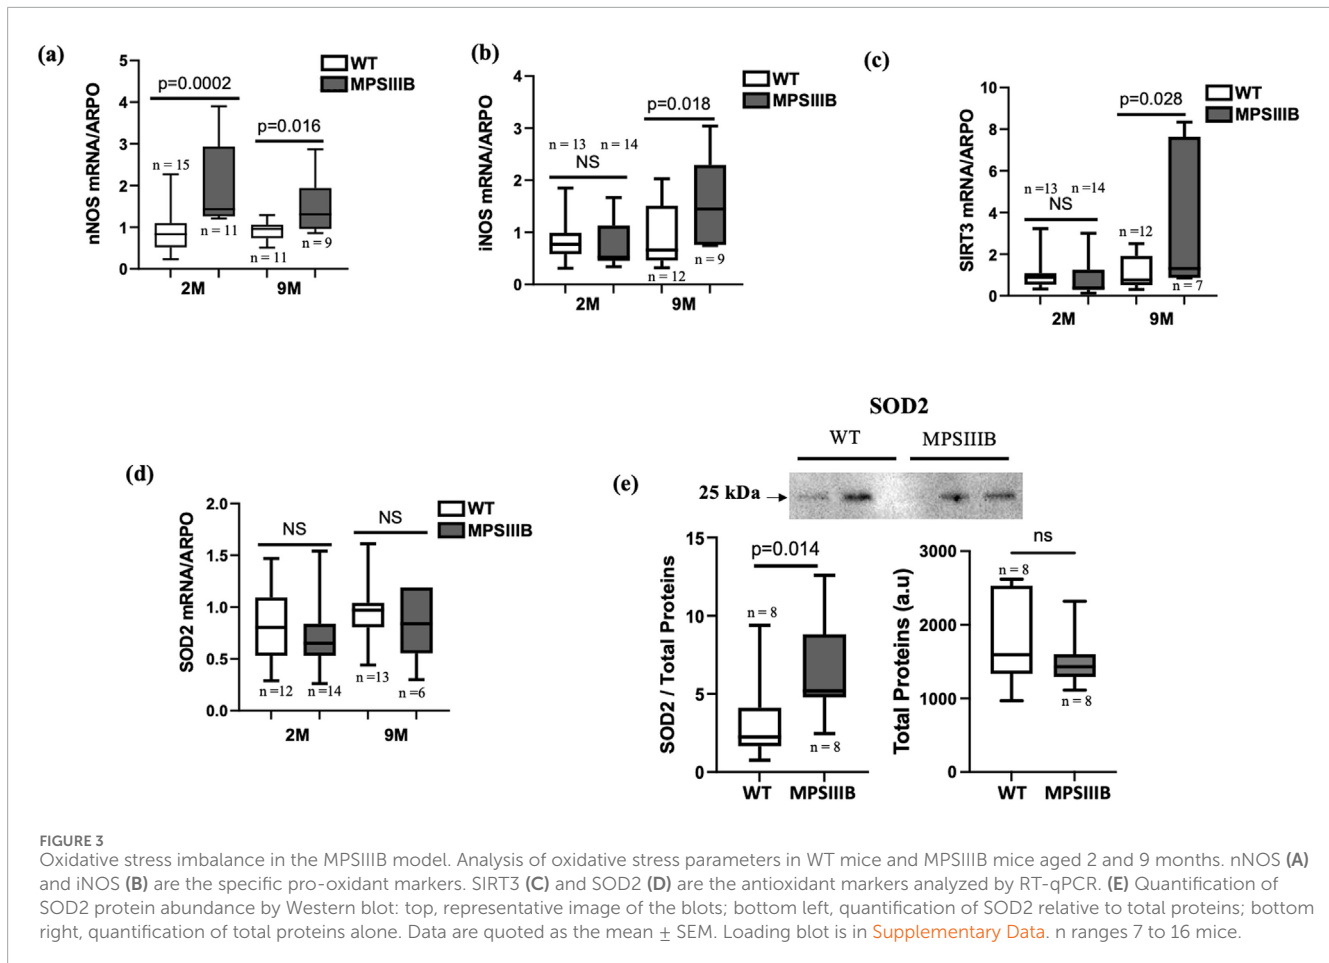 (a)
WT
MPSIIIB
nNOS mRNA/ARPO
5
4
3
2
1
0
p=0.0002
p=0.016
n = 15
n = 11
n = 11
n = 9
2M
9M
(b)
WT
MPSIIIB
iNOS mRNA/ARPO
4
3
2
1
0
p=0.018
n = 13
n = 14
NS
n = 12
n = 9
2M
9M
(c)
WT
MPSIIIB
SIRT3 mRNA/ARPO
10
8
6
4
2
0
p=0.028
n =13
n =14
NS
n =12
n = 7
2M
9M
(d)
WT
MPSIIIB
SOD2 mRNA/ARPO
2.0
1.5
1.0
0.5
0.0
NS
NS
n =12
n =14
n =13
n =6
2M
9M
(e)
SOD2
WT
MPSIIIB
25 kDa
SOD2 / Total Proteins
15
10
5
0
p=0.014
n = 8
n = 8
WT
MPSIIIB
Total Proteins (a.u)
3000
2000
1000
0
ns
n = 8
n = 8
WT
MPSIIIB
FIGURE 3
Oxidative stress imbalance in the MPSIIIB model. Analysis of oxidative stress parameters in WT mice and MPSIIIB mice aged 2 and 9 months. nNOS (A)
and iNOS (B) are the specific pro-oxidant markers. SIRT3 (C) and SOD2 (D) are the antioxidant markers analyzed by RT-qPCR. (E) Quantification of
SOD2 protein abundance by Western blot: top, representative image of the blots; bottom left, quantification of SOD2 relative to total proteins; bottom
right, quantification of total proteins alone. Data are quoted as the mean ± SEM. Loading blot is in Supplementary Data. n ranges 7 to 16 mice.